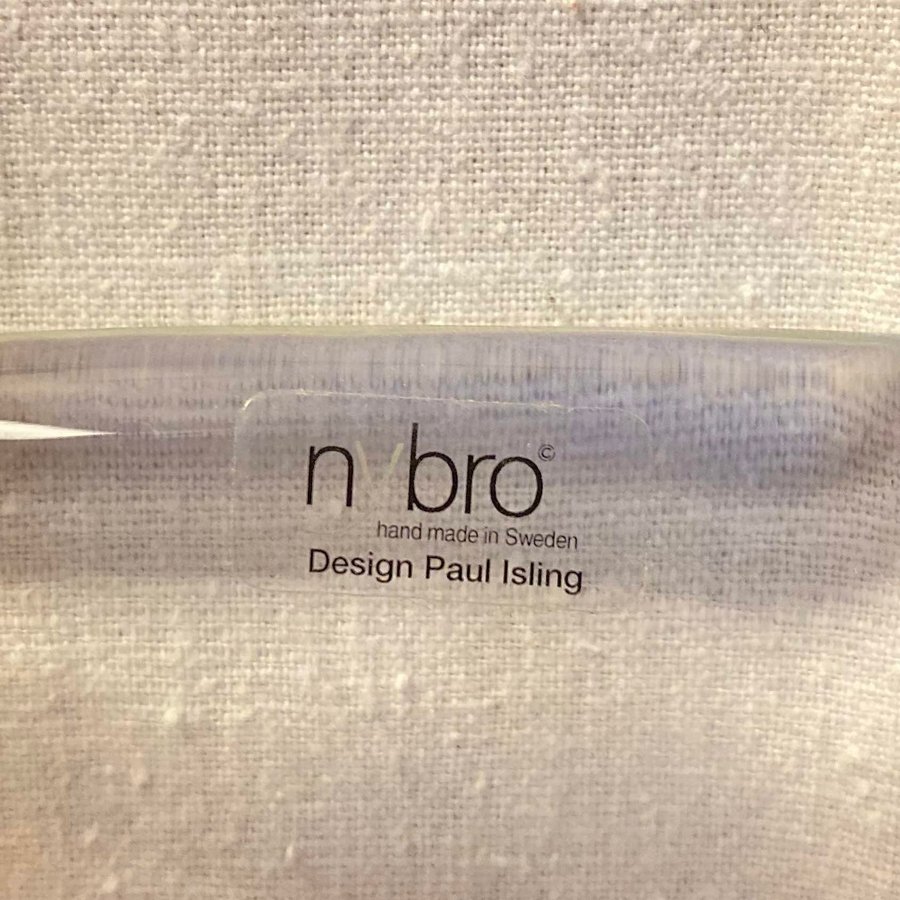 nybro©
hand made in Sweden
Design Paul Isling